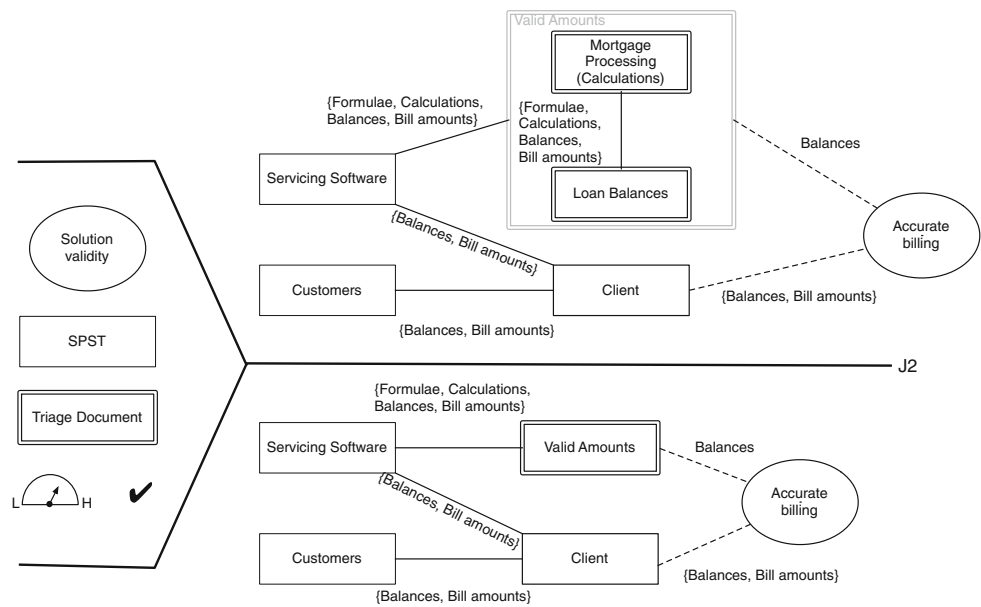 Solution
validity
SPST
Triage Document
L
H
Valid Amounts
Mortgage
Processing
(Calculations)
{Formulae, Calculations,
Balances, Bill amounts}
{Formulae,
Calculations,
Balances,
Bill amounts}
Balances
Servicing Software
Loan Balances
{Balances, Bill amounts}
Accurate
billing
Customers
Client
{Balances, Bill amounts}
{Balances, Bill amounts}
J2
{Formulae, Calculations,
Balances, Bill amounts}
Servicing Software
Valid Amounts
Balances
{Balances, Bill amounts}
Accurate
billing
Customers
Client
{Balances, Bill amounts}
{Balances, Bill amounts}